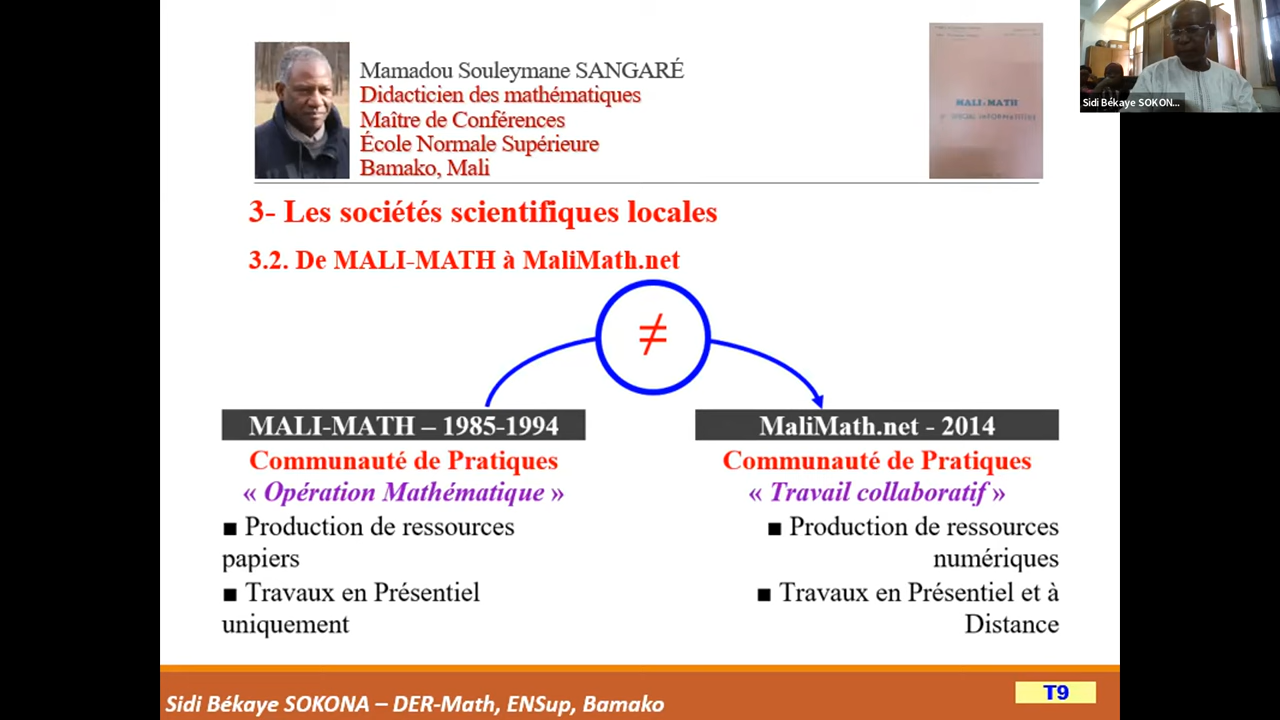 Mamadou Souleymane SANGARÉ
Didacticien des mathématiques
Maître de Conférences
École Normale Supérieure
Bamako, Mali
MALI-MATH
SPECIAL INFORMATIQUE
Sidi Békaye SOKON...
3- Les sociétés scientifiques locales
3.2. De MALI-MATH à MaliMath.net
≠
MALI-MATH – 1985-1994
Communauté de Pratiques
« Opération Mathématique »
■ Production de ressources
papiers
■ Travaux en Présentiel
uniquement
MaliMath.net - 2014
Communauté de Pratiques
« Travail collaboratif »
■ Production de ressources
numériques
■ Travaux en Présentiel et à
Distance
Sidi Békaye SOKONA – DER-Math, ENSup, Bamako
T9